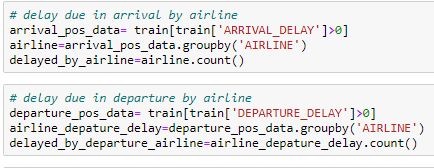 # delay due in arrival by airline
arrival_pos_data= train[train['ARRIVAL_DELAY']>0]
airline=arrival_pos_data.groupby('AIRLINE')
delayed_by_airline=airline.count()
# delay due in departure by airline
departure_pos_data= train[train['DEPARTURE_DELAY']>0]
airline_depature_delay=departure_pos_data.groupby('AIRLINE')
delayed_by_departure_airline=airline_depature_delay.count()